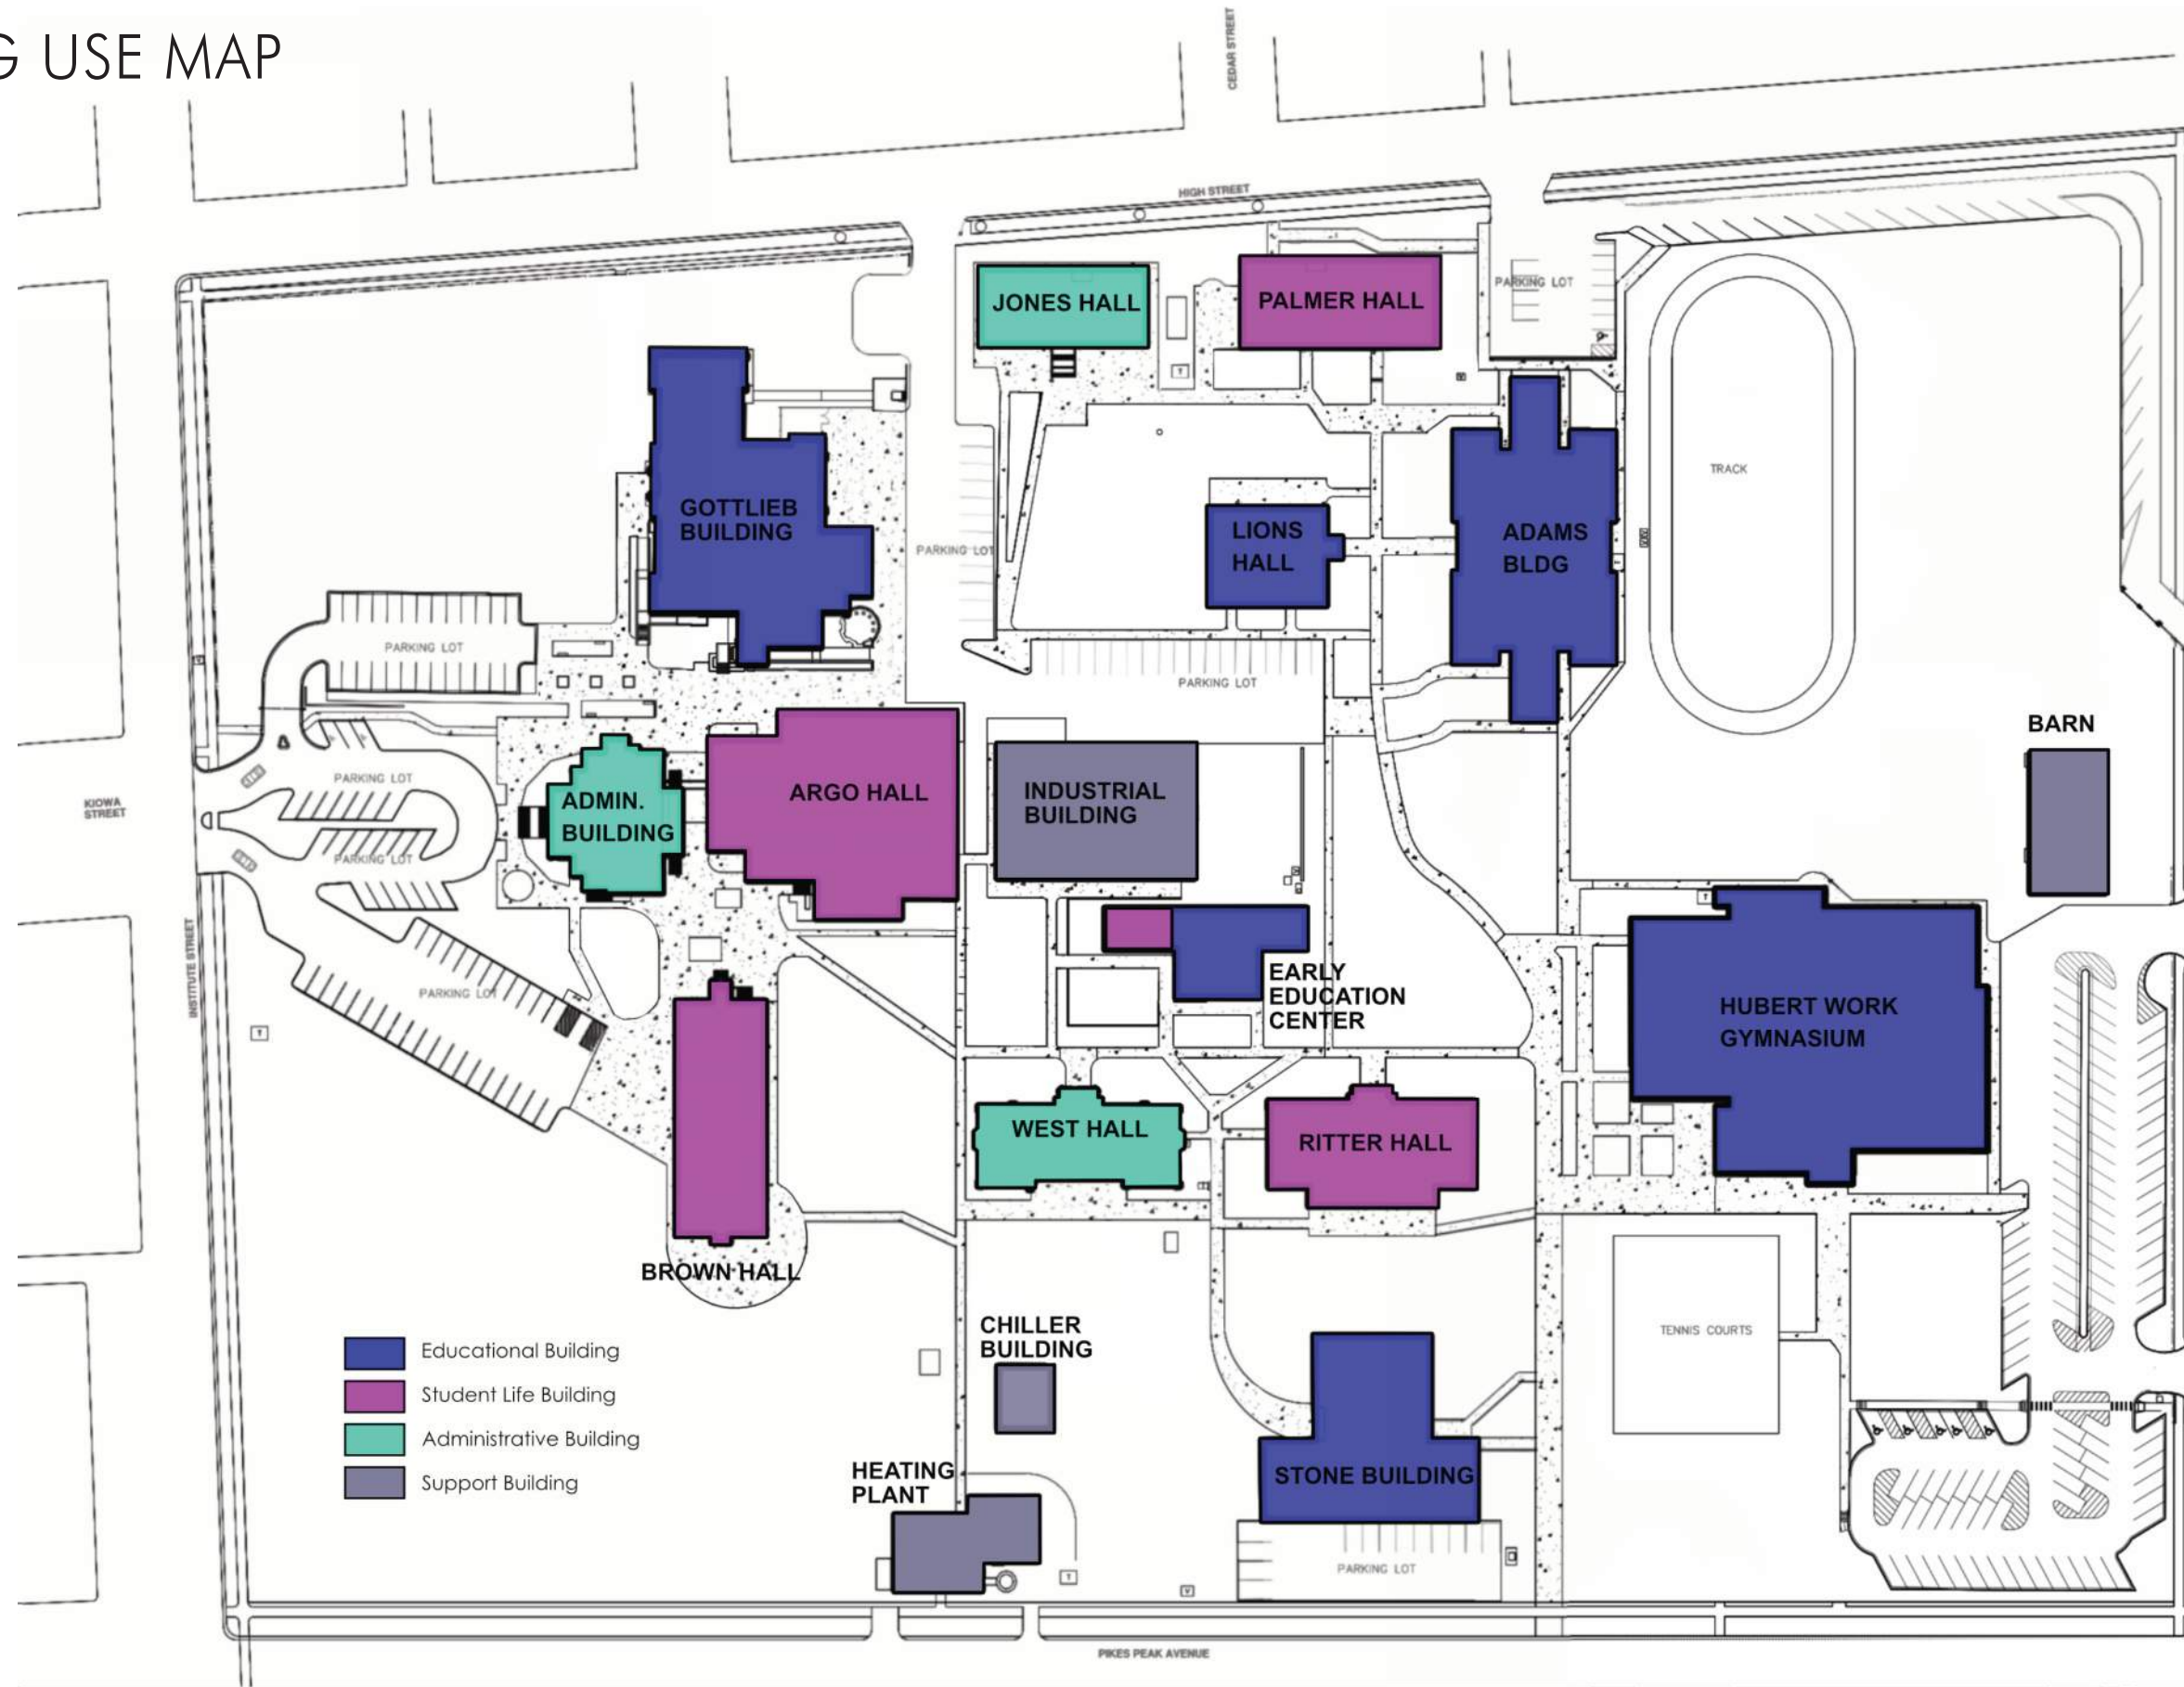 G USE MAP
CEDAR STREET
HIGH STREET
JONES HALL
PALMER HALL
PARKING LOT
TRACK
GOTTLIEB
BUILDING
PARKING LOT
LIONS
HALL
ADAMS
BLDG
PARKING LOT
PARKING LOT
BARN
KIOWA
STREET
PARKING LOT
PARKING LOT
ADMIN.
BUILDING
ARGO HALL
INDUSTRIAL
BUILDING
INSTITUTE STREET
PARKING LOT
EARLY
EDUCATION
CENTER
HUBERT WORK
GYMNASIUM
T
T
WEST HALL
RITTER HALL
BROWN HALL
CHILLER
BUILDING
TENNIS COURTS
Educational Building
Student Life Building
Administrative Building
Support Building
HEATING
PLANT
STONE BUILDING
PARKING LOT
T
V
PIKES PEAK AVENUE